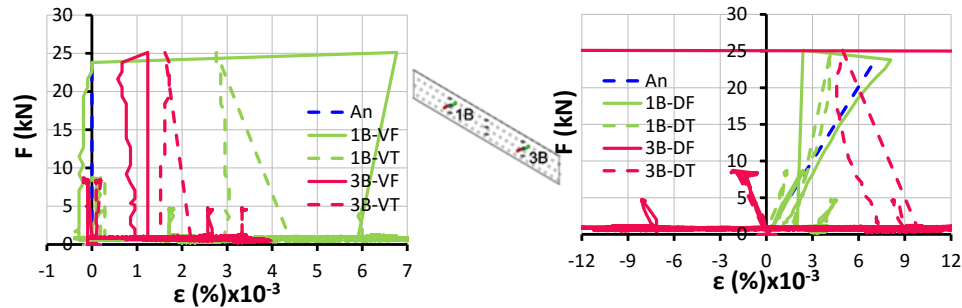 30
25
20
15
10
5
0
F (kN)
An
1B-VF
1B-VT
3B-VF
3B-VT
-1 0 1 2 3 4 5 6 7
ε (%)x10⁻³
1B
3B
30
25
20
15
10
5
0
F (kN)
An
1B-DF
1B-DT
3B-DF
3B-DT
-12 -9 -6 -3 0 3 6 9 12
ε (%)x10⁻³